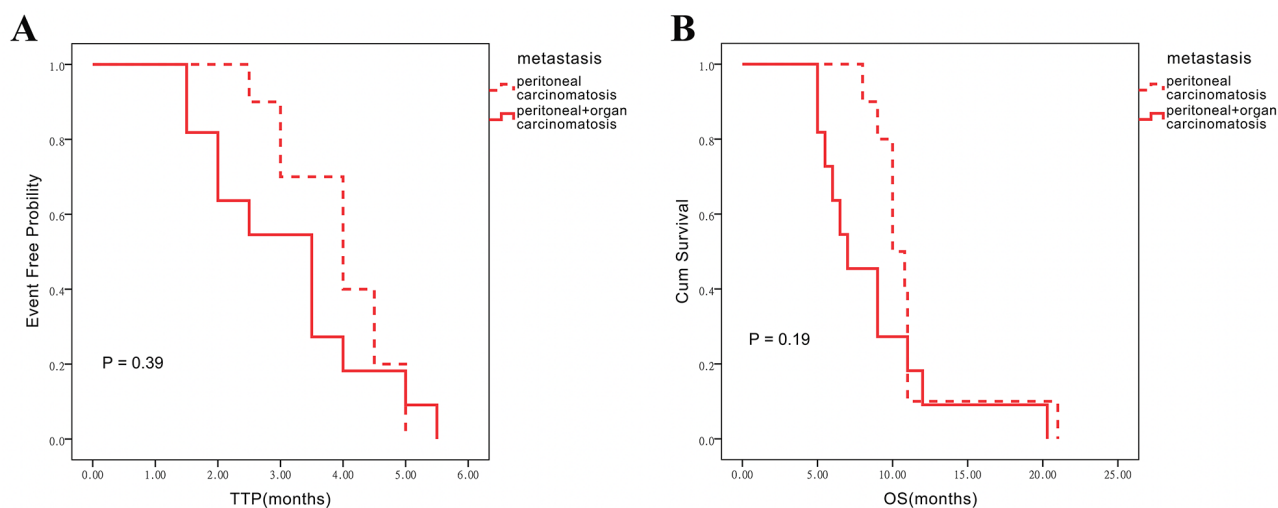 A
metastasis
peritoneal
carcinomatosis
peritoneal+organ
carcinomatosis
1.0
0.8
0.6
0.4
0.2
0.0
Event Free Probility
P = 0.39
0.00 1.00 2.00 3.00 4.00 5.00 6.00
TTP(months)
B
metastasis
peritoneal
carcinomatosis
peritoneal+organ
carcinomatosis
1.0
0.8
0.6
0.4
0.2
0.0
Cum Survival
P = 0.19
0.00 5.00 10.00 15.00 20.00 25.00
OS(months)